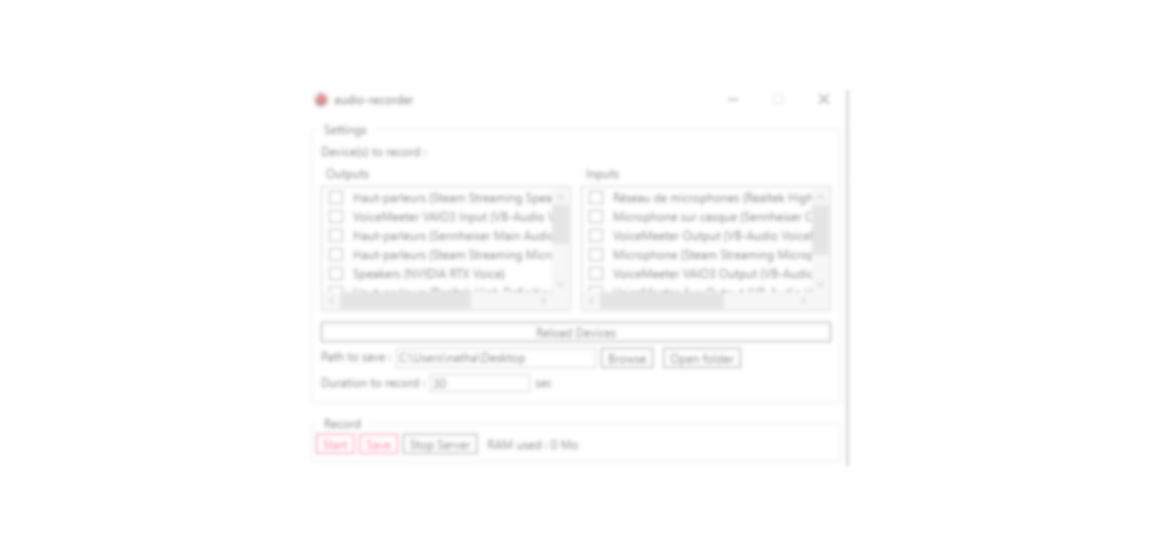 audio-recorder
Settings
Device(s) to record :
Outputs
Haut-parleurs (Steam Streaming Spea
VoiceMeeter VAIO3 Input (VB-Audio V
Haut-parleurs (Sennheiser Main Audio
Haut-parleurs (Steam Streaming Micr
Speakers (NVIDIA RTX Voice)
Inputs
Réseau de microphones (Realtek High
Microphone sur casque (Sennheiser C
VoiceMeeter Output (VB-Audio VoiceM
Microphone (Steam Streaming Microp
VoiceMeeter VAIO3 Output (VB-Audio
Reload Devices
Path to save : C:\Users\natha\Desktop Browse Open folder
Duration to record : 30 sec
Record
Start Save Stop Server RAM used : 0 Mo